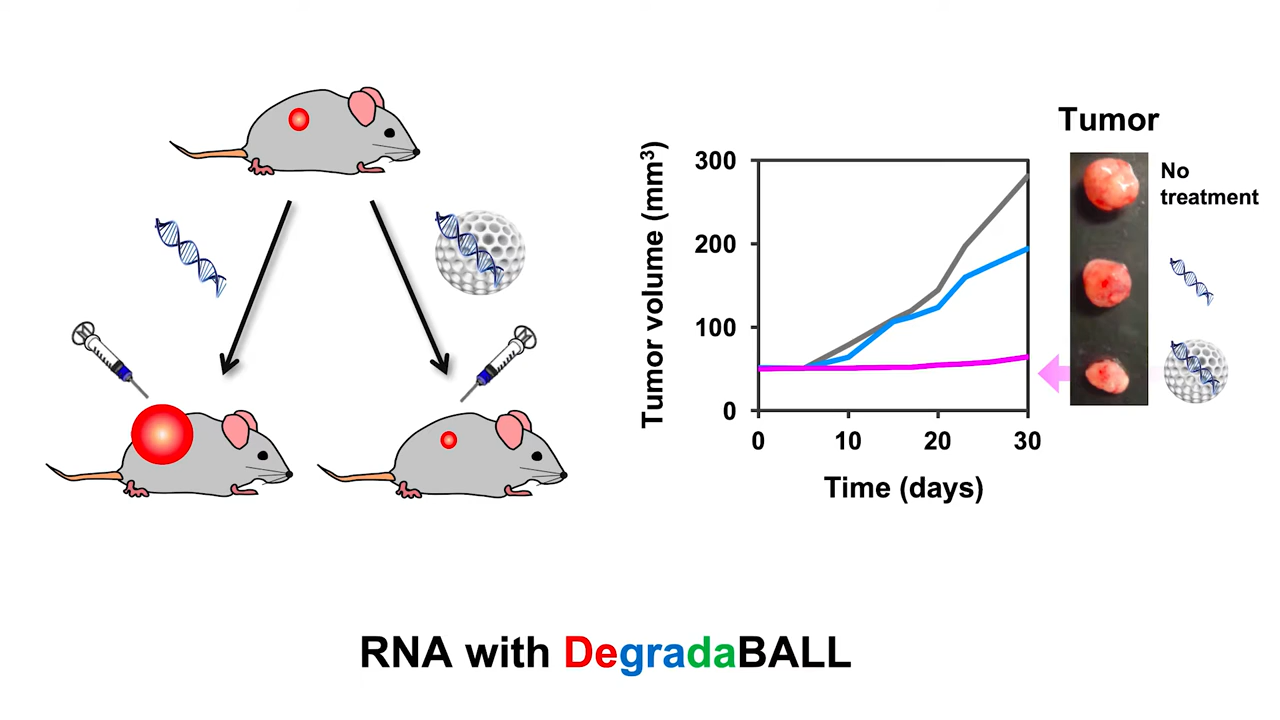 Tumor
No
treatment
Tumor volume (mm³)
300
200
100
0
0 10 20 30
Time (days)
RNA with DegradaBALL